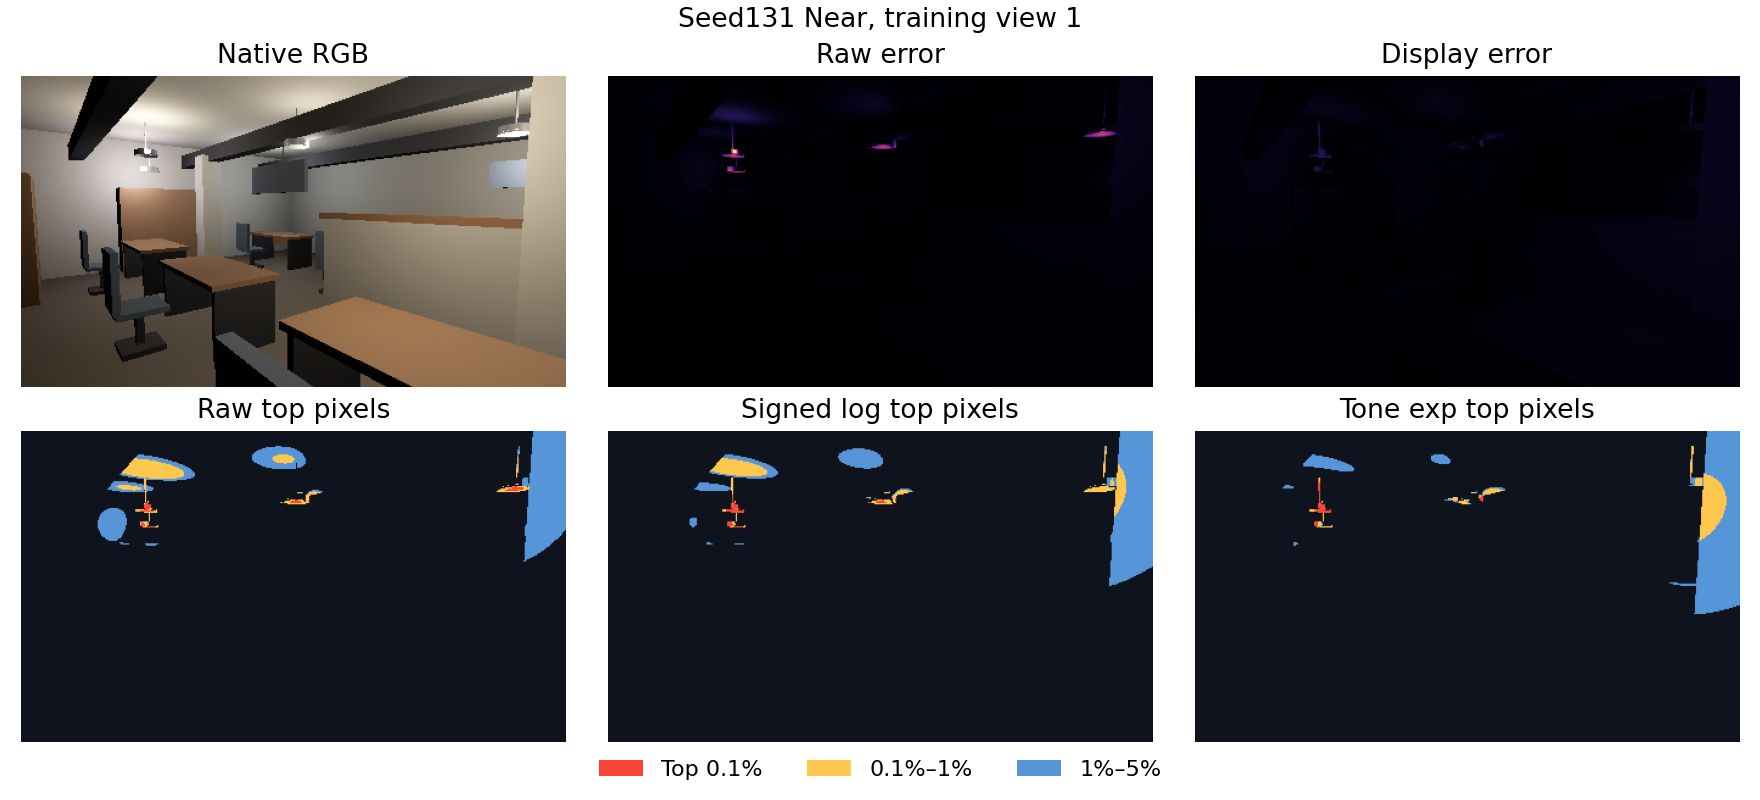 Seed131 Near, training view 1
Native RGB
Raw error
Display error
Raw top pixels
Signed log top pixels
Tone exp top pixels
Top 0.1%
0.1%–1%
1%–5%